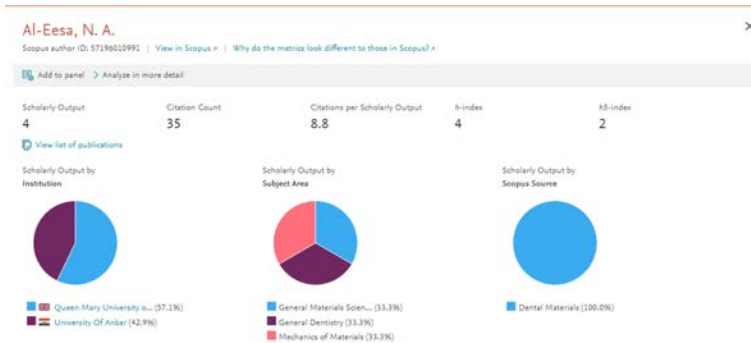 Al-Eesa, N. A.
Scopus author ID: 57196010991 | View in Scopus ↗ | Why do the metrics look different to those in Scopus? ↗
Add to panel > Analyze in more detail
Scholarly Output Citation Count Citations per Scholarly Output h-index h5-index
4 35 8.8 4 2
View list of publications
Scholarly Output by Institution
Queen Mary University o... (57.1%)
University Of Anbar (42.9%)
Scholarly Output by Subject Area
General Materials Scien... (33.3%)
General Dentistry (33.3%)
Mechanics of Materials (33.3%)
Scholarly Output by Scopus Source
Dental Materials (100.0%)